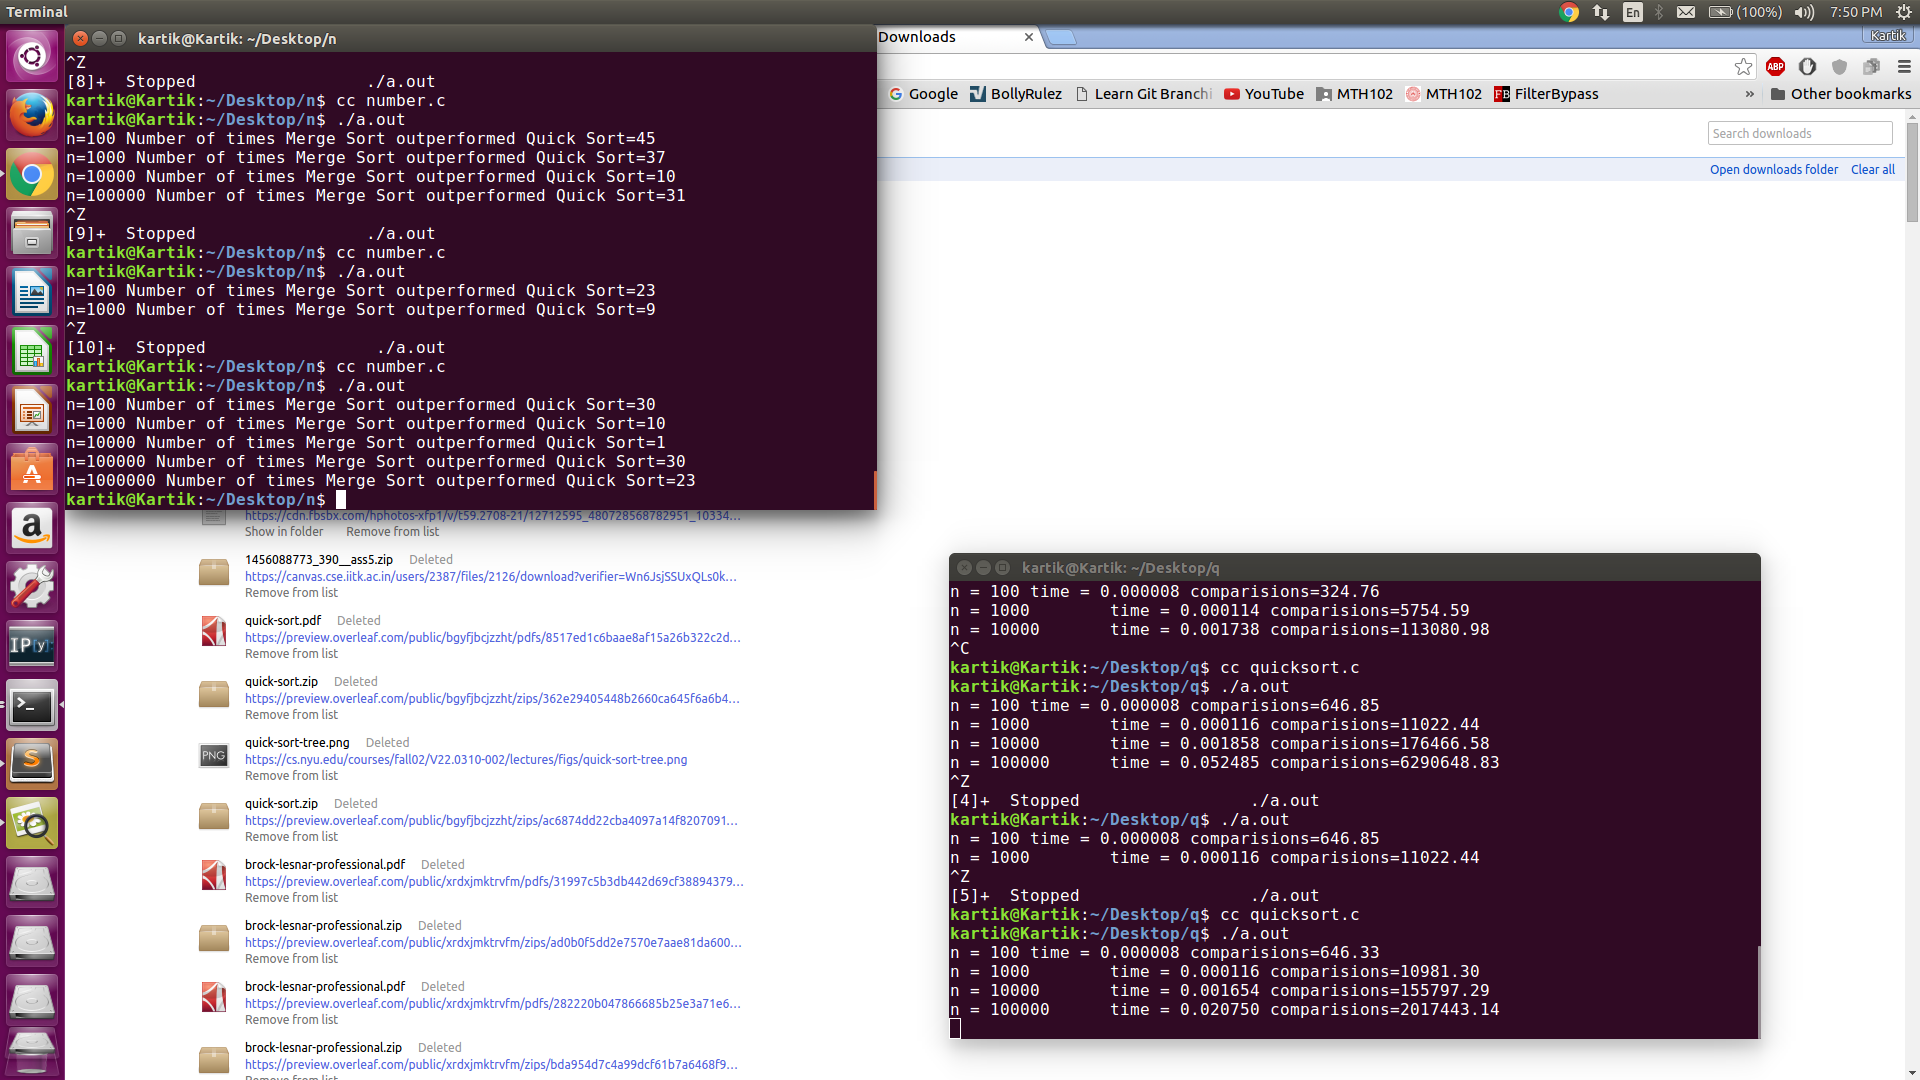 Terminal
En
(100%)
7:50 PM
kartik@Kartik: ~/Desktop/n
^Z
[8]+  Stopped                 ./a.out
kartik@Kartik:~/Desktop/n$ cc number.c
kartik@Kartik:~/Desktop/n$ ./a.out
n=100 Number of times Merge Sort outperformed Quick Sort=45
n=1000 Number of times Merge Sort outperformed Quick Sort=37
n=10000 Number of times Merge Sort outperformed Quick Sort=10
n=100000 Number of times Merge Sort outperformed Quick Sort=31
^Z
[9]+  Stopped                 ./a.out
kartik@Kartik:~/Desktop/n$ cc number.c
kartik@Kartik:~/Desktop/n$ ./a.out
n=100 Number of times Merge Sort outperformed Quick Sort=23
n=1000 Number of times Merge Sort outperformed Quick Sort=9
^Z
[10]+  Stopped                 ./a.out
kartik@Kartik:~/Desktop/n$ cc number.c
kartik@Kartik:~/Desktop/n$ ./a.out
n=100 Number of times Merge Sort outperformed Quick Sort=30
n=1000 Number of times Merge Sort outperformed Quick Sort=10
n=10000 Number of times Merge Sort outperformed Quick Sort=1
n=100000 Number of times Merge Sort outperformed Quick Sort=30
n=1000000 Number of times Merge Sort outperformed Quick Sort=23
kartik@Kartik:~/Desktop/n$
Downloads
Kartik
ABP
Google
BollyRulez
Learn Git Branchi
YouTube
MTH102
MTH102
FB FilterBypass
» Other bookmarks
Search downloads
Open downloads folder
Clear all
https://cdn.fbsbx.com/hphotos-xfp1/v/t59.2708-21/12712595_480728568782951_10334…
Show in folder Remove from list
1456088773_390__ass5.zip Deleted
https://canvas.cse.iitk.ac.in/users/2387/files/2126/download?verifier=Wn6JsjSSUxQLs0k…
Remove from list
quick-sort.pdf Deleted
https://preview.overleaf.com/public/bgyfjbcjzzht/pdfs/8517ed1c6baae8af15a26b322c2d…
Remove from list
quick-sort.zip Deleted
https://preview.overleaf.com/public/bgyfjbcjzzht/zips/362e29405448b2660ca645f6a6b4…
Remove from list
PNG
quick-sort-tree.png Deleted
https://cs.nyu.edu/courses/fall02/V22.0310-002/lectures/figs/quick-sort-tree.png
Remove from list
quick-sort.zip Deleted
https://preview.overleaf.com/public/bgyfjbcjzzht/zips/ac6874dd22cba4097a14f8207091…
Remove from list
brock-lesnar-professional.pdf Deleted
https://preview.overleaf.com/public/xrdxjmktrvfm/pdfs/31997c5b3db442d69cf38894379…
Remove from list
brock-lesnar-professional.zip Deleted
https://preview.overleaf.com/public/xrdxjmktrvfm/zips/ad0b0f5dd2e7570e7aae81da600…
Remove from list
brock-lesnar-professional.pdf Deleted
https://preview.overleaf.com/public/xrdxjmktrvfm/pdfs/282220b047866685b25e3a71e6…
Remove from list
brock-lesnar-professional.zip Deleted
https://preview.overleaf.com/public/xrdxjmktrvfm/zips/bda954d7c4a99dcf61b7a6468f9…
Remove from list
kartik@Kartik: ~/Desktop/q
n = 100 time = 0.000008 comparisions=324.76
n = 1000        time = 0.000114 comparisions=5754.59
n = 10000       time = 0.001738 comparisions=113080.98
^C
kartik@Kartik:~/Desktop/q$ cc quicksort.c
kartik@Kartik:~/Desktop/q$ ./a.out
n = 100 time = 0.000008 comparisions=646.85
n = 1000        time = 0.000116 comparisions=11022.44
n = 10000       time = 0.001858 comparisions=176466.58
n = 100000      time = 0.052485 comparisions=6290648.83
^Z
[4]+  Stopped                 ./a.out
kartik@Kartik:~/Desktop/q$ ./a.out
n = 100 time = 0.000008 comparisions=646.85
n = 1000        time = 0.000116 comparisions=11022.44
^Z
[5]+  Stopped                 ./a.out
kartik@Kartik:~/Desktop/q$ cc quicksort.c
kartik@Kartik:~/Desktop/q$ ./a.out
n = 100 time = 0.000008 comparisions=646.33
n = 1000        time = 0.000116 comparisions=10981.30
n = 10000       time = 0.001654 comparisions=155797.29
n = 100000      time = 0.020750 comparisions=2017443.14
IP[y]: